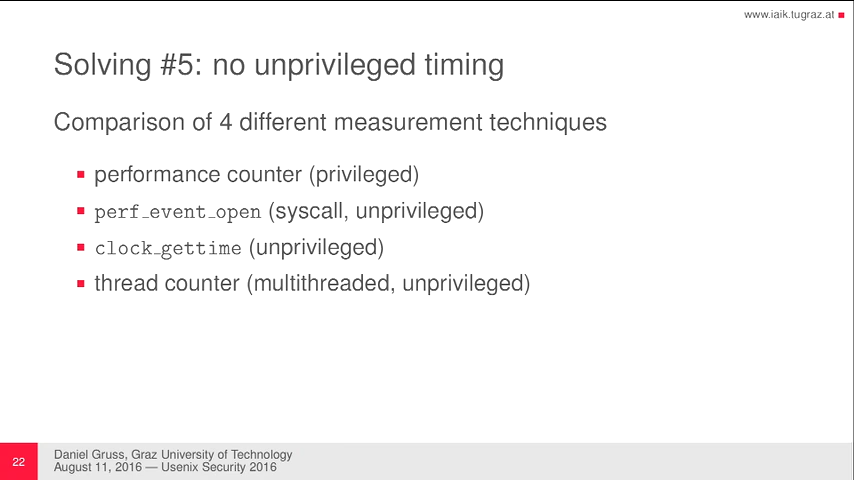 www.iaik.tugraz.at
Solving #5: no unprivileged timing
Comparison of 4 different measurement techniques
performance counter (privileged)
perf_event_open (syscall, unprivileged)
clock_gettime (unprivileged)
thread counter (multithreaded, unprivileged)
22
Daniel Gruss, Graz University of Technology
August 11, 2016 — Usenix Security 2016